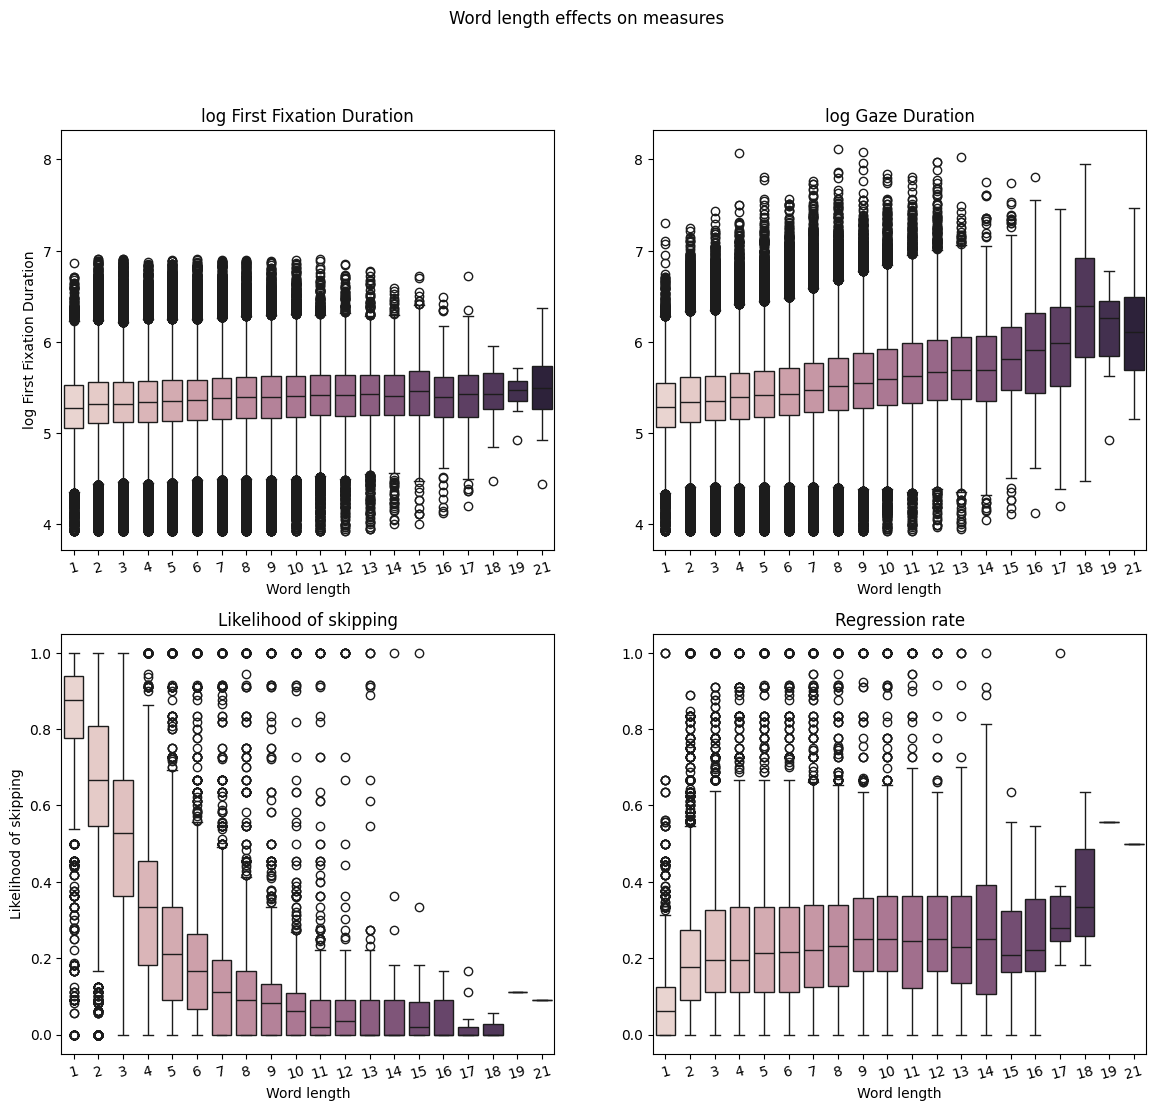 Word length effects on measures
log First Fixation Duration
log First Fixation Duration
8
7
6
5
4
1 2 3 4 5 6 7 8 9 10 11 12 13 14 15 16 17 18 19 21
Word length
log Gaze Duration
8
7
6
5
4
1 2 3 4 5 6 7 8 9 10 11 12 13 14 15 16 17 18 19 21
Word length
Likelihood of skipping
Likelihood of skipping
1.0
0.8
0.6
0.4
0.2
0.0
1 2 3 4 5 6 7 8 9 10 11 12 13 14 15 16 17 18 19 21
Word length
Regression rate
1.0
0.8
0.6
0.4
0.2
0.0
1 2 3 4 5 6 7 8 9 10 11 12 13 14 15 16 17 18 19 21
Word length